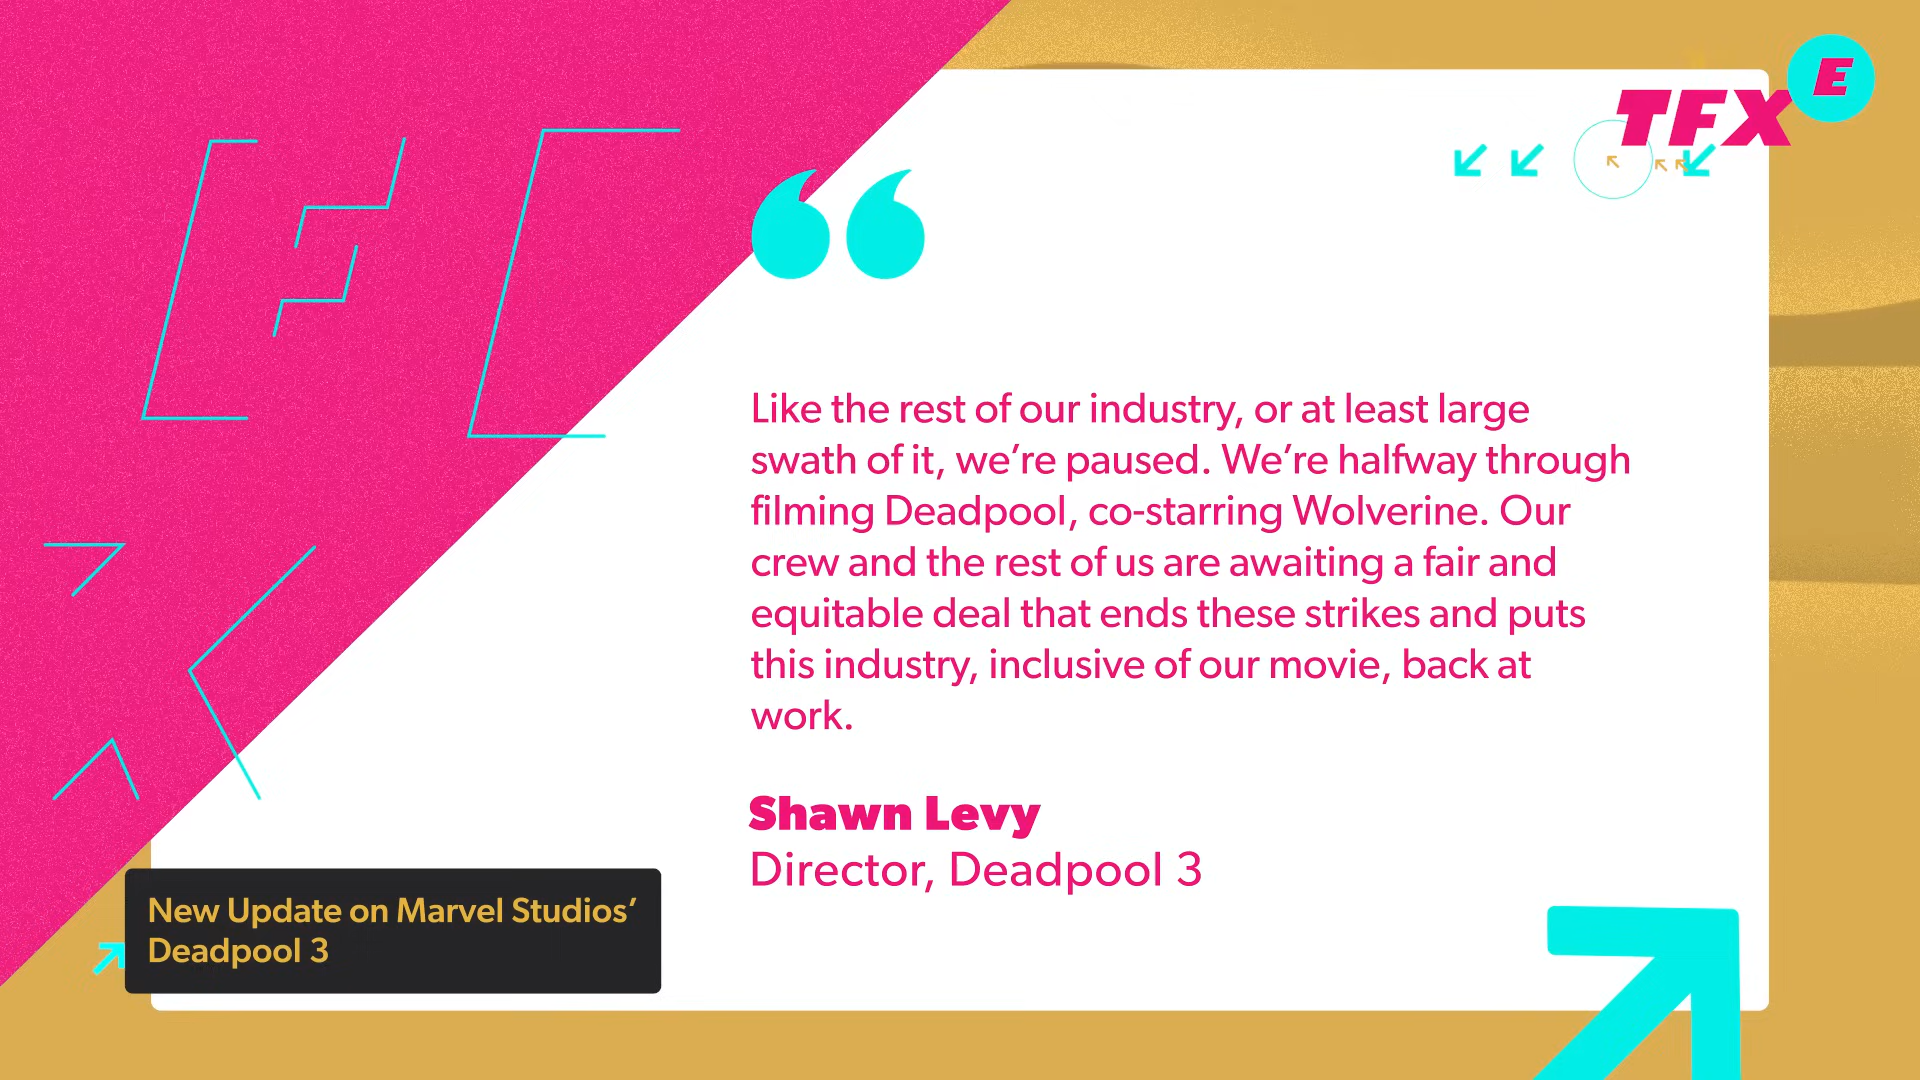 TFX
E
Like the rest of our industry, or at least large
swath of it, we’re paused. We’re halfway through
filming Deadpool, co-starring Wolverine. Our
crew and the rest of us are awaiting a fair and
equitable deal that ends these strikes and puts
this industry, inclusive of our movie, back at
work.
Shawn Levy
Director, Deadpool 3
New Update on Marvel Studios’
Deadpool 3